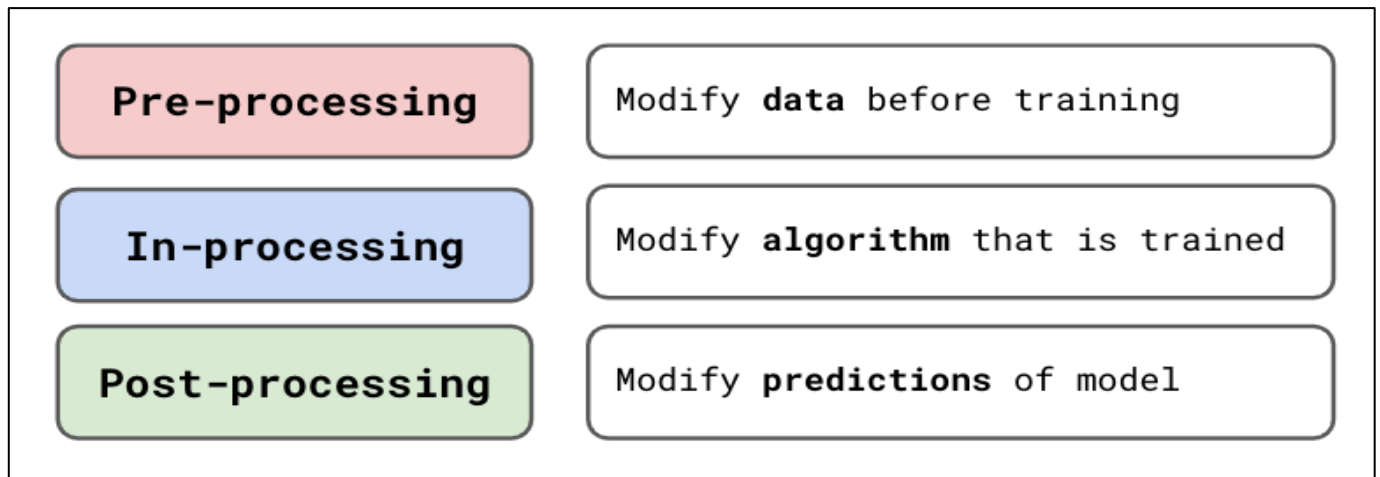 Pre-processing
Modify data before training
In-processing
Modify algorithm that is trained
Post-processing
Modify predictions of model